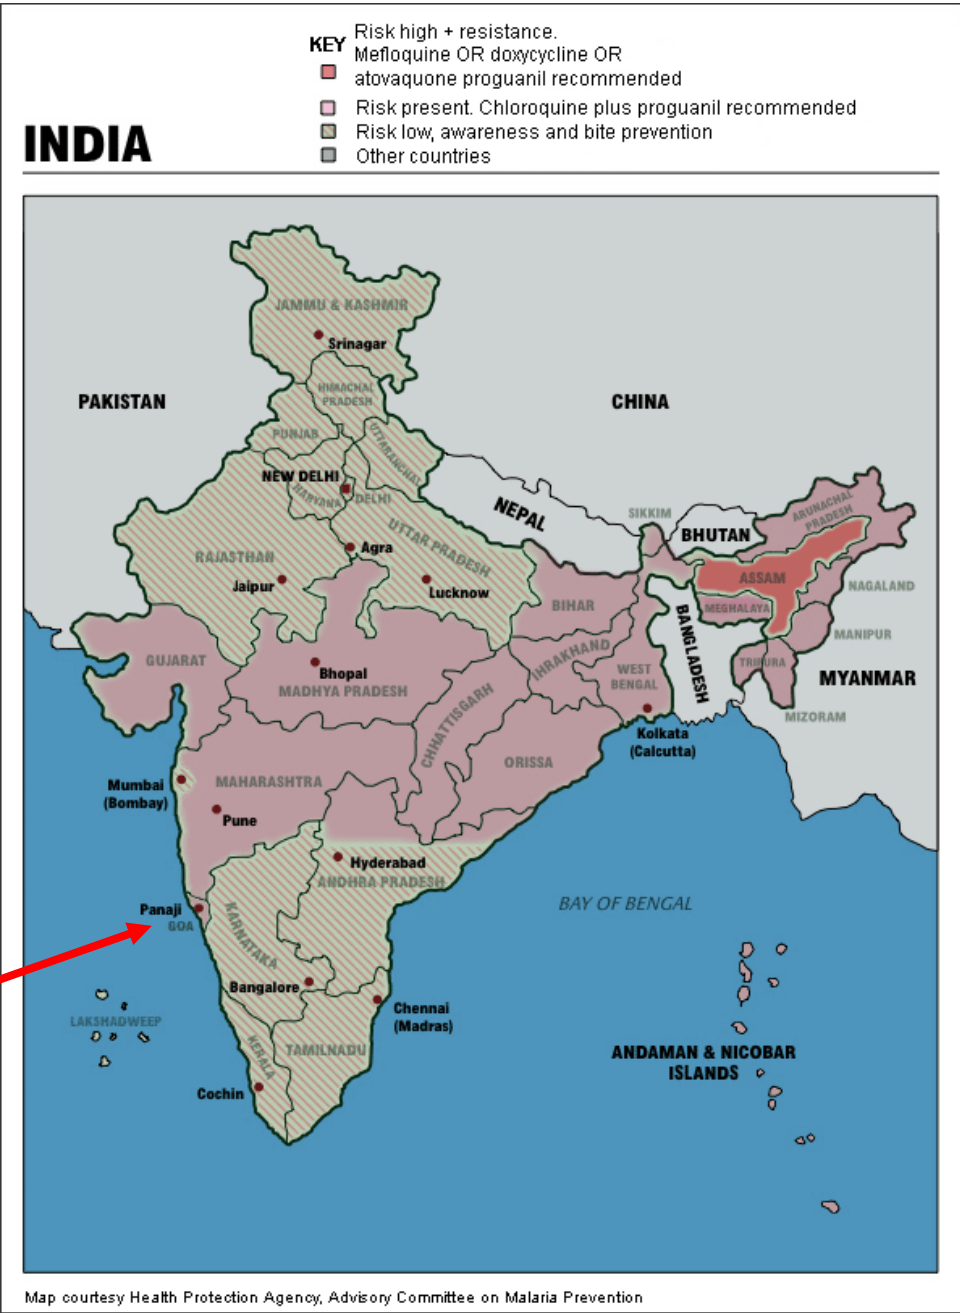 KEY
Risk high + resistance.
Mefloquine OR doxycycline OR
atovaquone proguanil recommended
Risk present. Chloroquine plus proguanil recommended
Risk low, awareness and bite prevention
Other countries
INDIA
JAMMU & KASHMIR
Srinagar
HIMACHAL
PRADESH
PAKISTAN
CHINA
PUNJAB
UTTARANCHAL
NEW DELHI
HARYANA
DELHI
NEPAL
SIKKIM
BHUTAN
ARUNACHAL
PRADESH
UTTAR PRADESH
Agra
RAJASTHAN
Jaipur
Lucknow
ASSAM
NAGALAND
BIHAR
MEGHALAYA
BANGLADESH
MANIPUR
GUJARAT
JHRAKHAND
WEST
BENGAL
TRIPURA
MYANMAR
Bhopal
MADHYA PRADESH
CHHATTISGARH
MIZORAM
Kolkata
(Calcutta)
ORISSA
Mumbai
(Bombay)
MAHARASHTRA
Pune
Hyderabad
ANDHRA PRADESH
BAY OF BENGAL
Panaji
GOA
KARNATAKA
Bangalore
Chennai
(Madras)
LAKSHADWEEP
KERALA
TAMILNADU
ANDAMAN & NICOBAR
ISLANDS
Cochin
Map courtesy Health Protection Agency, Advisory Committee on Malaria Prevention